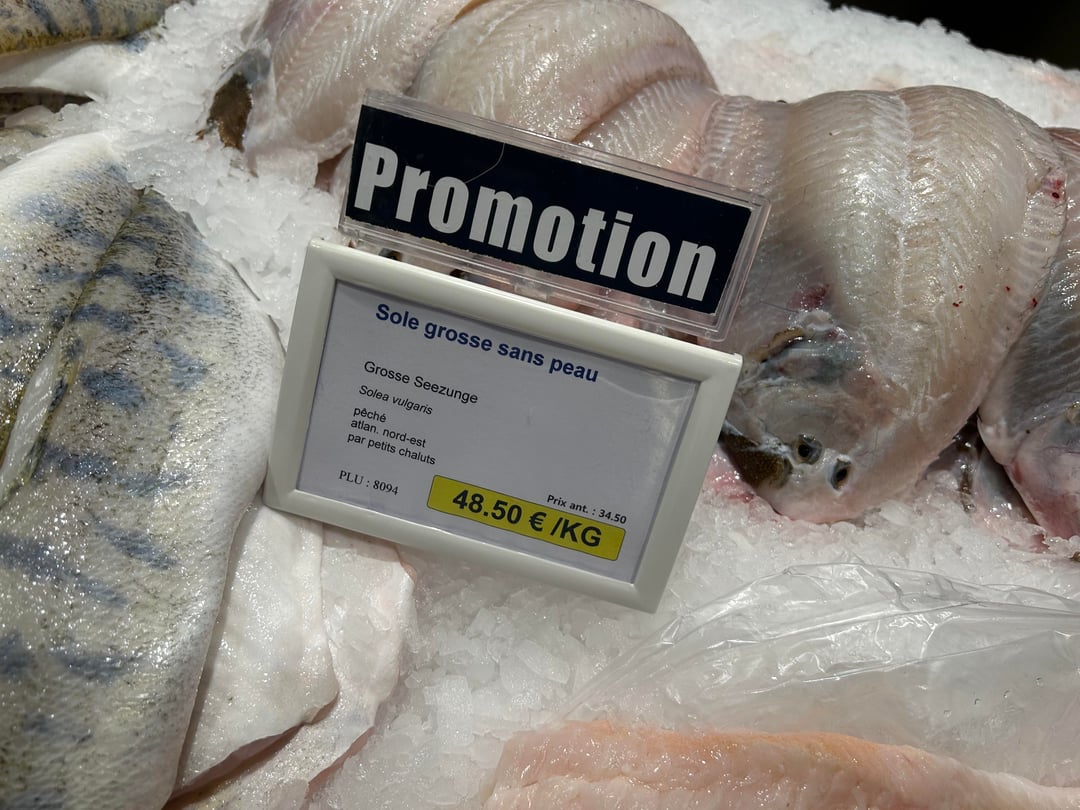 Promotion
Sole grosse sans peau
Grosse Seezunge
Solea vulgaris
pêché
atlan. nord-est
par petits chaluts
PLU : 8094
Prix ant. : 34.50
48.50 € /KG